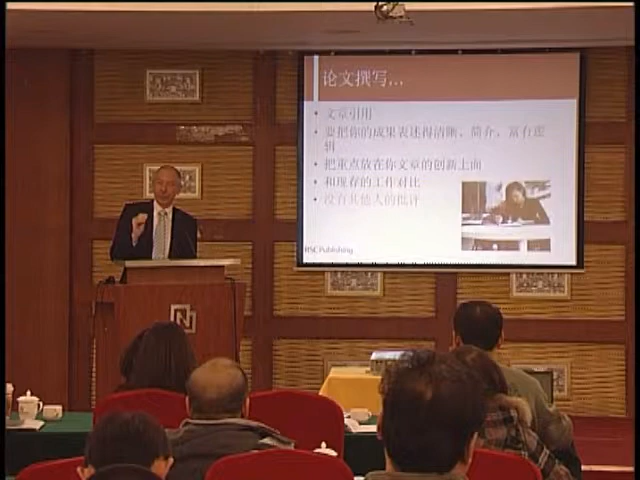 论文撰写…
• 文章引用
• 要把你的成果表述得清晰、简介、富有逻
辑
• 把重点放在你文章的创新上面
• 和现存的工作对比
• 没有其他人的批评
RSC Publishing